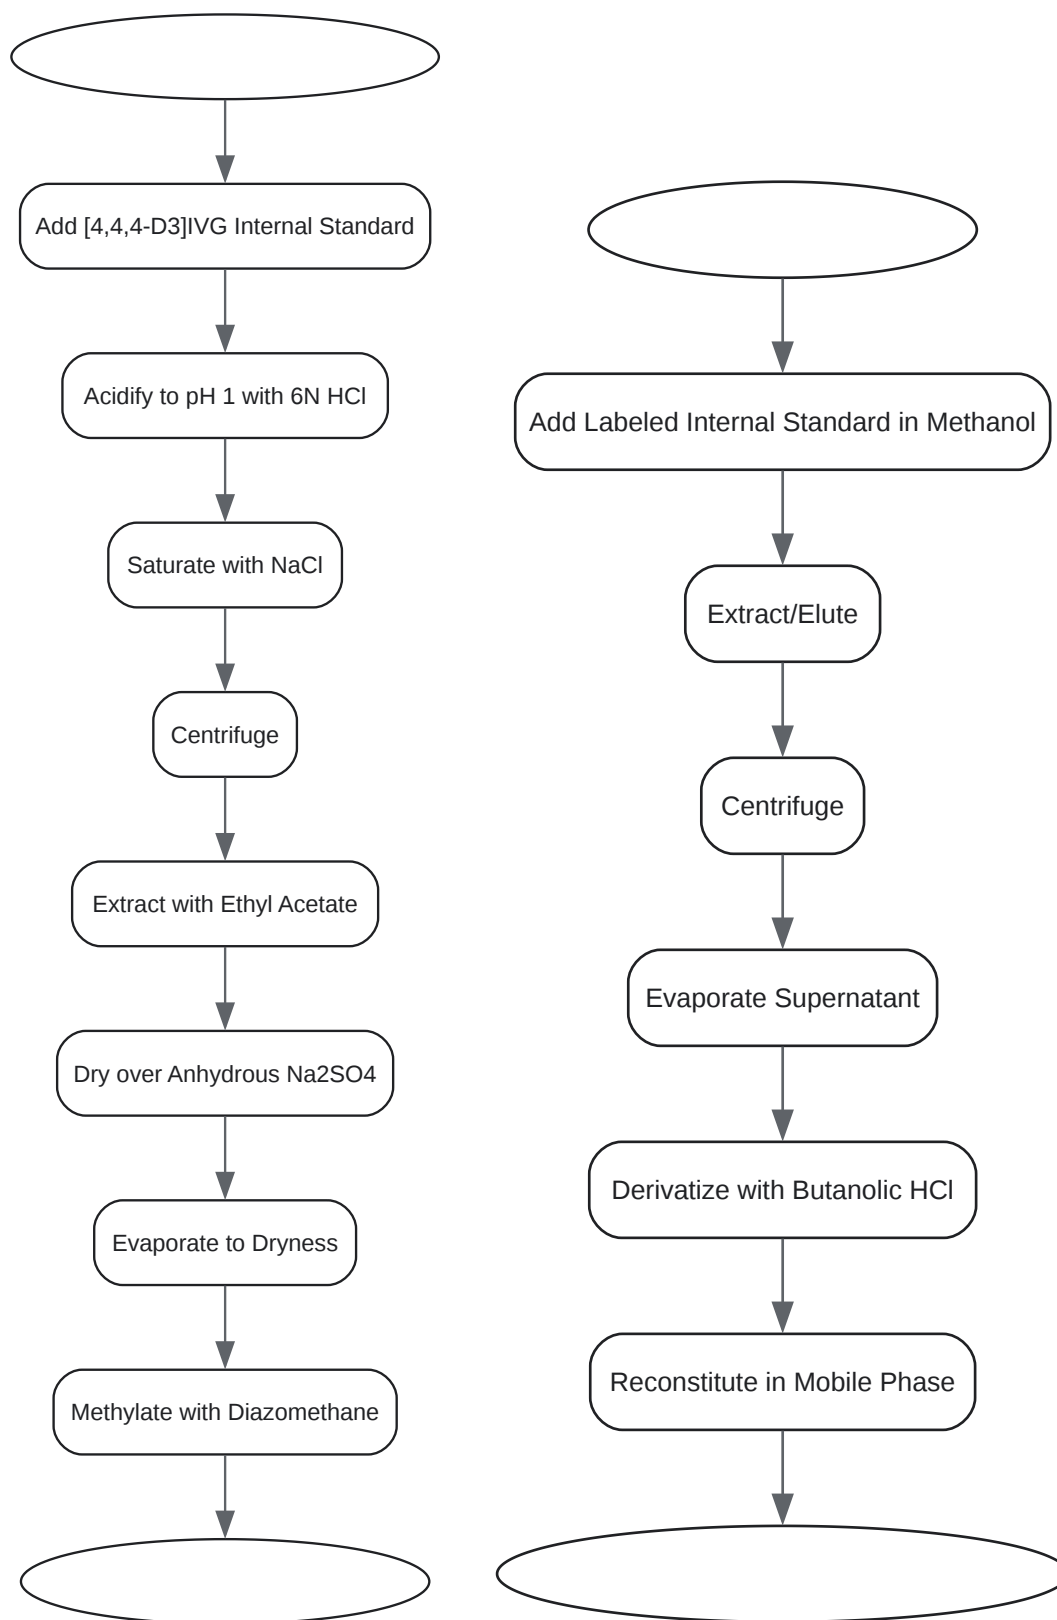 Add [4,4,4-D3]IVG Internal Standard
Acidify to pH 1 with 6N HCl
Saturate with NaCl
Centrifuge
Extract with Ethyl Acetate
Dry over Anhydrous Na2SO4
Evaporate to Dryness
Methylate with Diazomethane
Add Labeled Internal Standard in Methanol
Extract/Elute
Centrifuge
Evaporate Supernatant
Derivatize with Butanolic HCl
Reconstitute in Mobile Phase